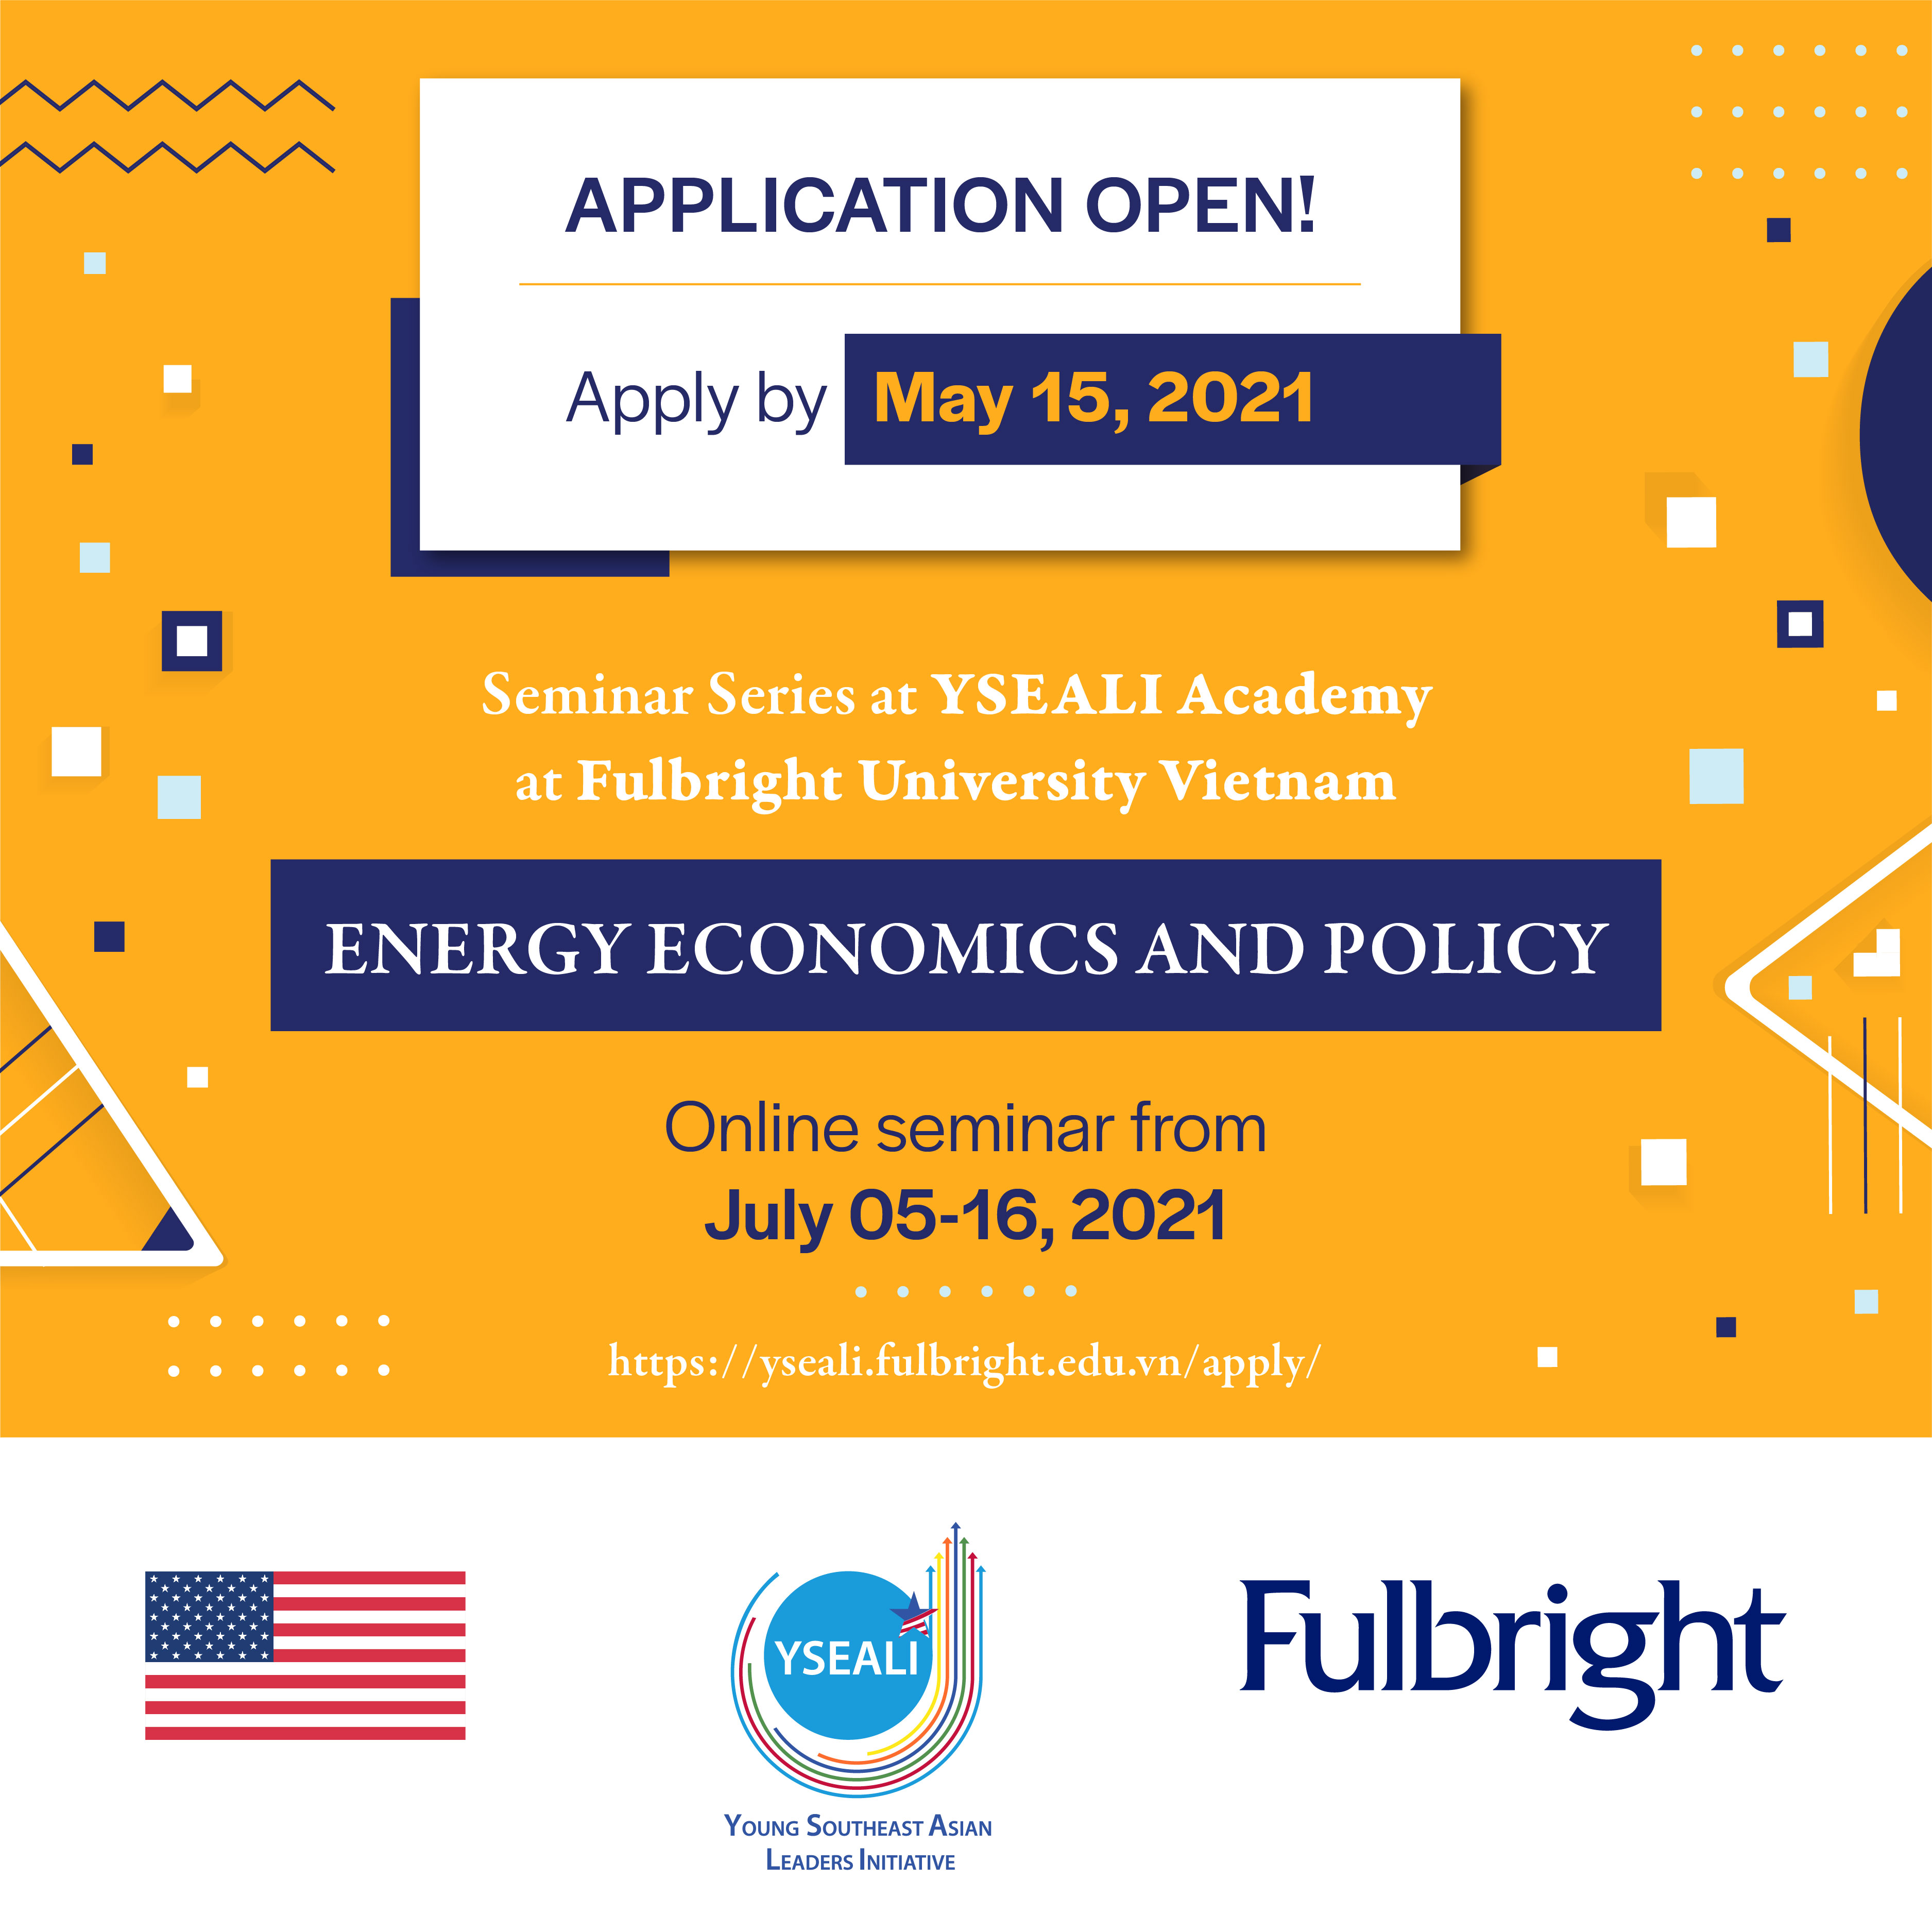 APPLICATION OPEN!
Apply by May 15, 2021
Seminar Series at YSEALI Academy
at Fulbright University Vietnam
ENERGY ECONOMICS AND POLICY
Online seminar from
July 05-16, 2021
https://yseali.fulbright.edu.vn/apply/
YSEALI
YOUNG SOUTHEAST ASIAN
LEADERS INITIATIVE
Fulbright